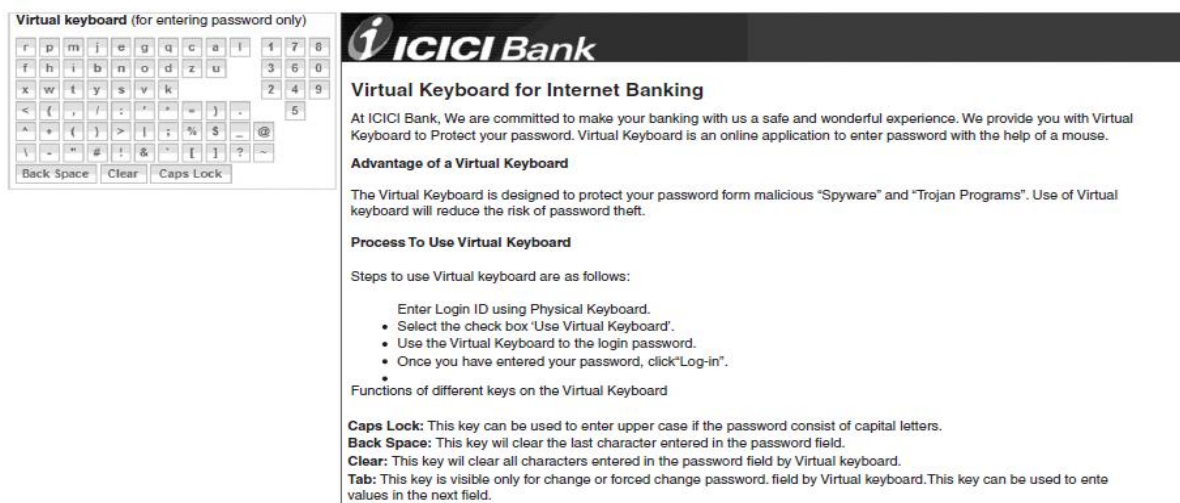 Virtual keyboard (for entering password only)
r p m j e g q c a l 1 7 8
f h i b n o d z u 3 6 0
x w t y s v k 2 4 9
< { , / : ' * = ) . 5
^ + ( } > | ; % $ _ @
\ - " # ! & ` [ ] ? ~
Back Space Clear Caps Lock
i ICICI Bank
Virtual Keyboard for Internet Banking
At ICICI Bank, We are committed to make your banking with us a safe and wonderful experience. We provide you with Virtual
Keyboard to Protect your password. Virtual Keyboard is an online application to enter password with the help of a mouse.
Advantage of a Virtual Keyboard
The Virtual Keyboard is designed to protect your password form malicious “Spyware” and “Trojan Programs”. Use of Virtual
keyboard will reduce the risk of password theft.
Process To Use Virtual Keyboard
Steps to use Virtual keyboard are as follows:
Enter Login ID using Physical Keyboard.
• Select the check box ‘Use Virtual Keyboard’.
• Use the Virtual Keyboard to the login password.
• Once you have entered your password, click“Log-in”.
•
Functions of different keys on the Virtual Keyboard
Caps Lock: This key can be used to enter upper case if the password consist of capital letters.
Back Space: This key wil clear the last character entered in the password field.
Clear: This key wil clear all characters entered in the password field by Virtual keyboard.
Tab: This key is visible only for change or forced change password. field by Virtual keyboard.This key can be used to ente
values in the next field.